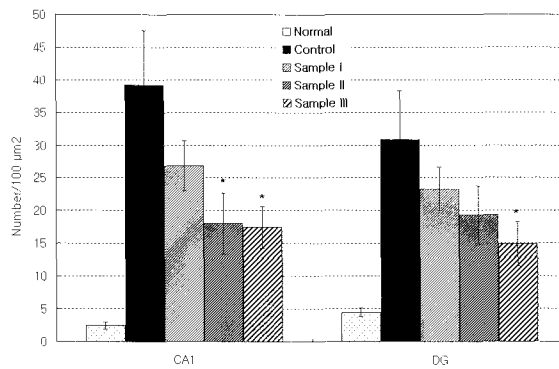 50
45
40
35
30
25
20
15
10
5
0
Number/100 µm2
Normal
Control
Sample I
Sample II
Sample III
*
*
*
CA1
DG